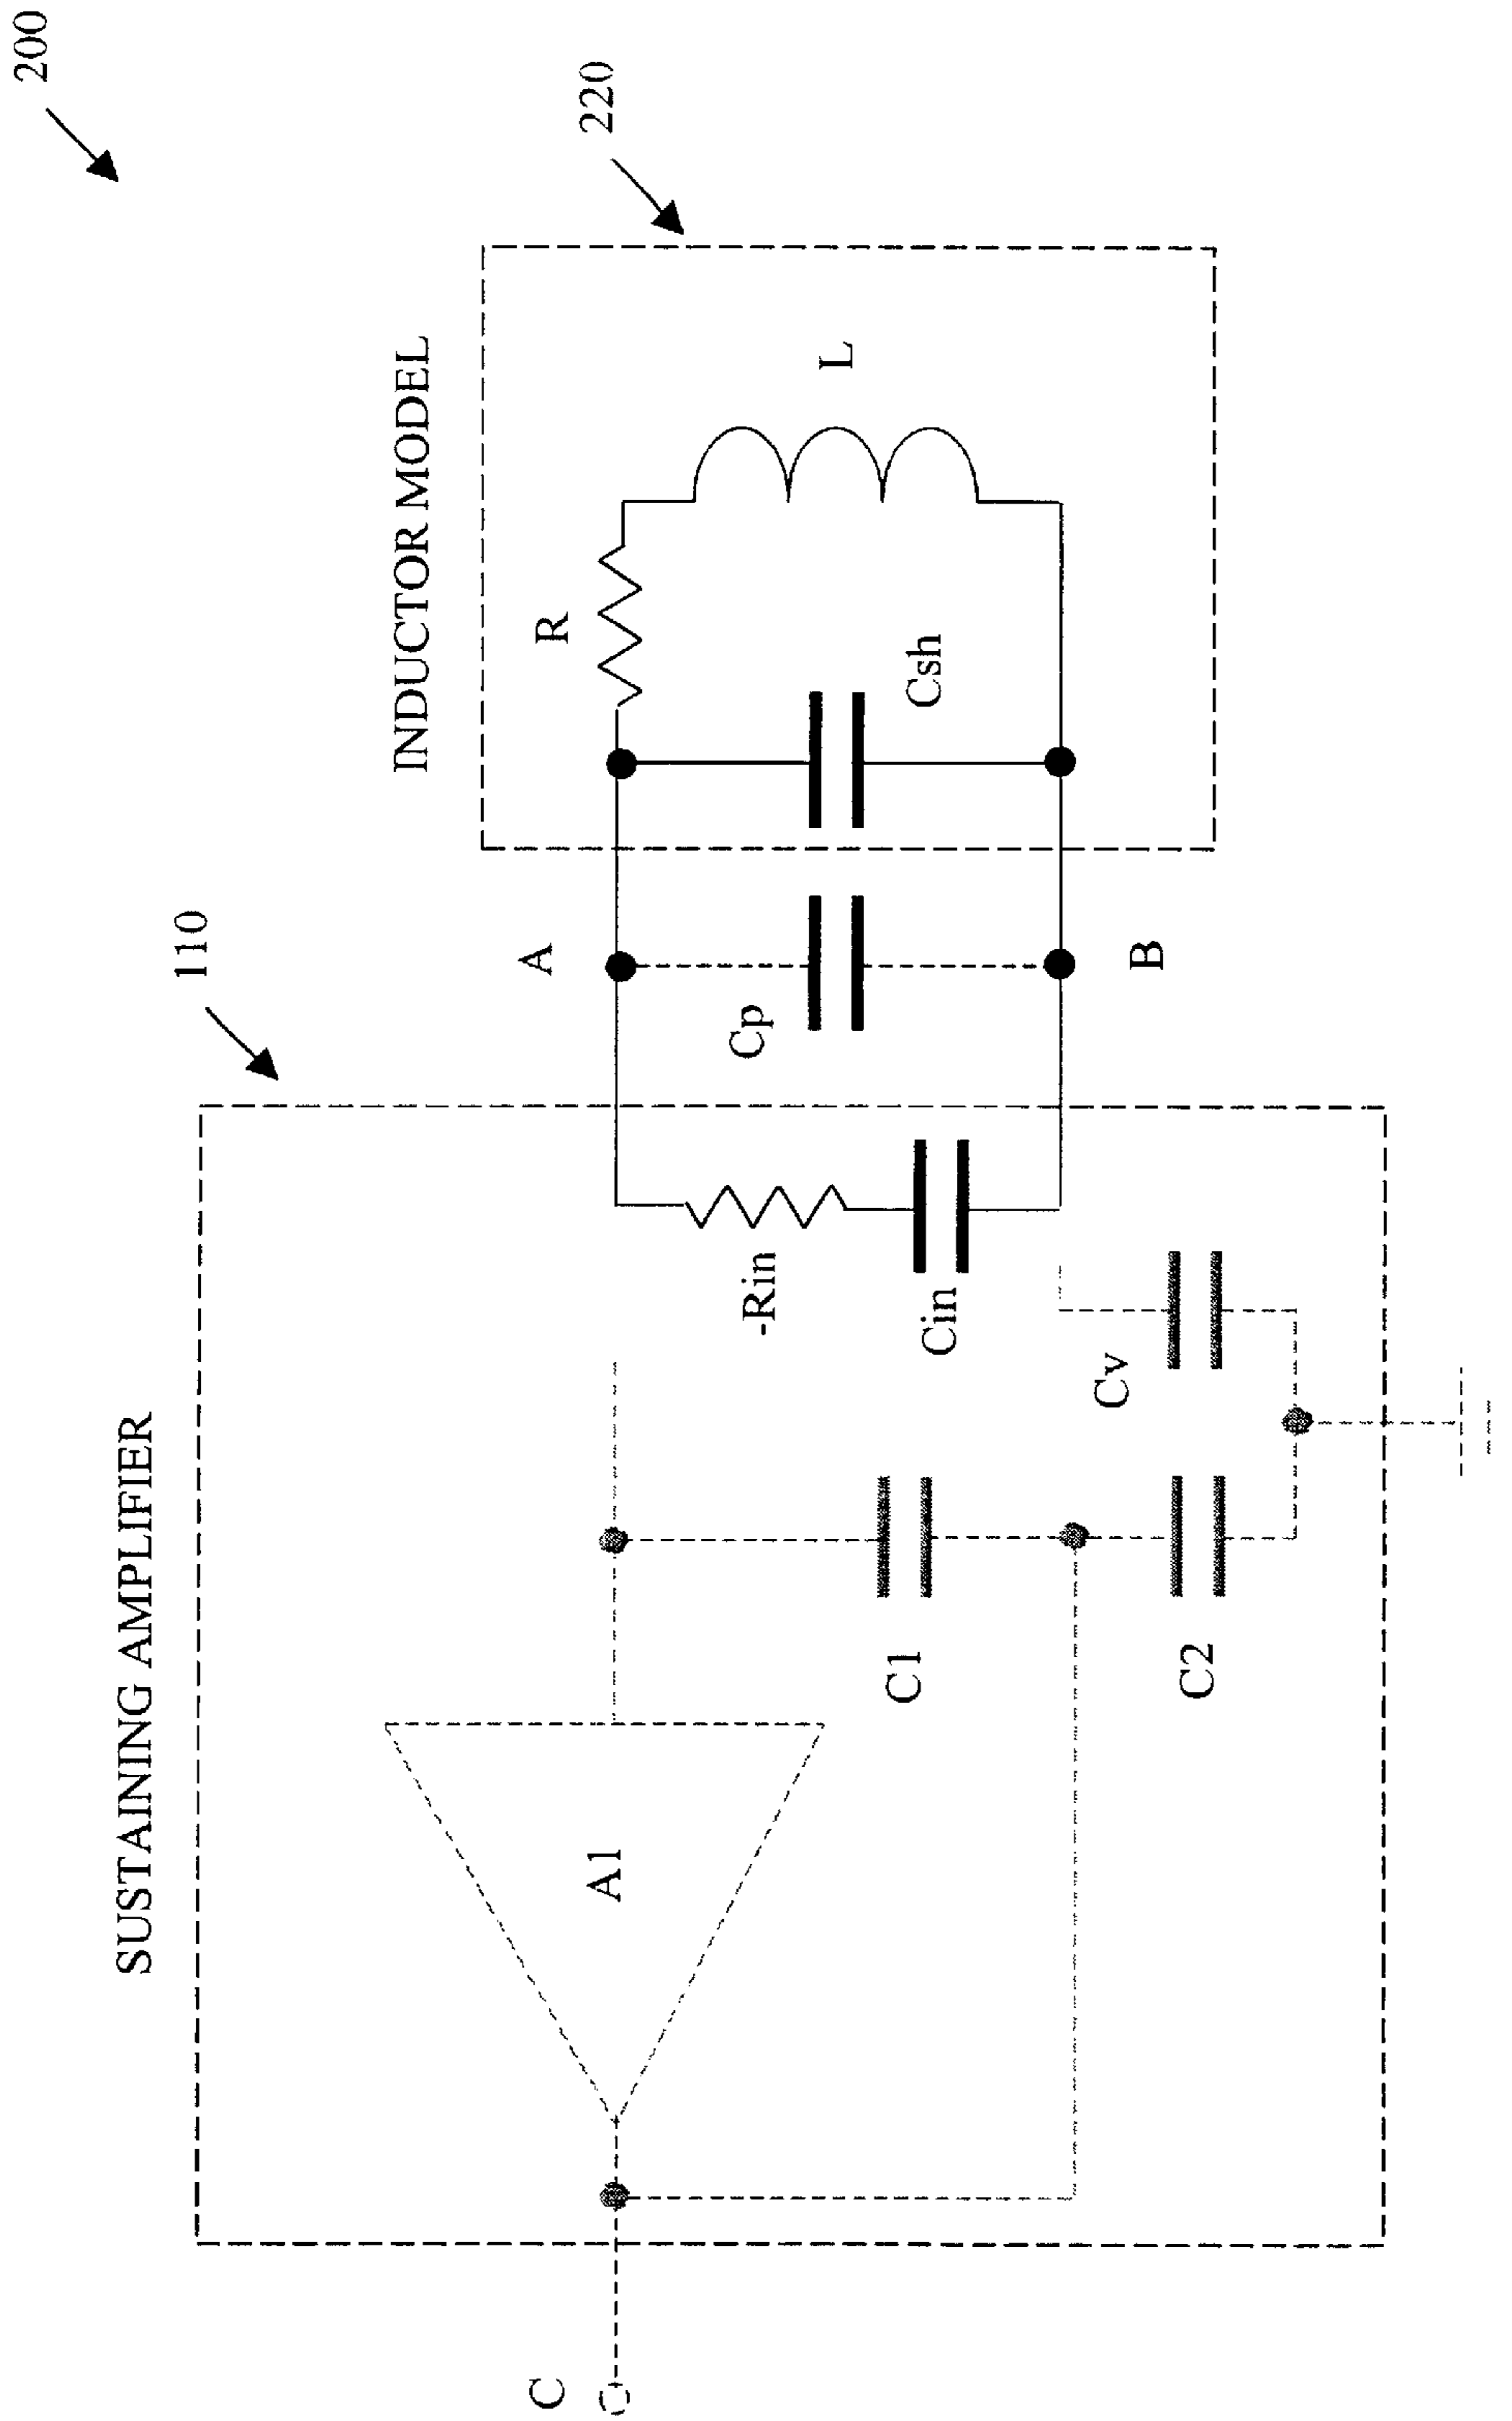 200
220
INDUCTOR MODEL
L
R
Csh
110
A
Cp
B
-Rin
Cin
Cv
SUSTAINING AMPLIFIER
C1
C2
A1
C